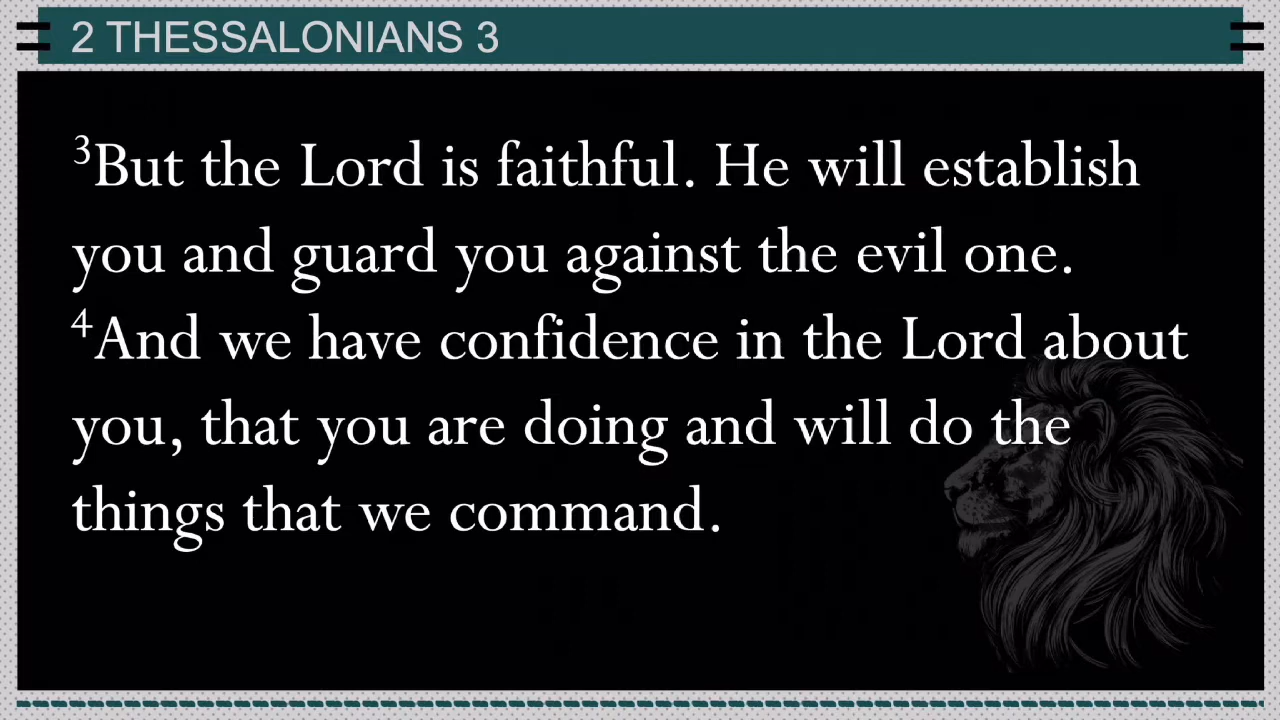 2 THESSALONIANS 3
³But the Lord is faithful. He will establish
you and guard you against the evil one.
⁴And we have confidence in the Lord about
you, that you are doing and will do the
things that we command.